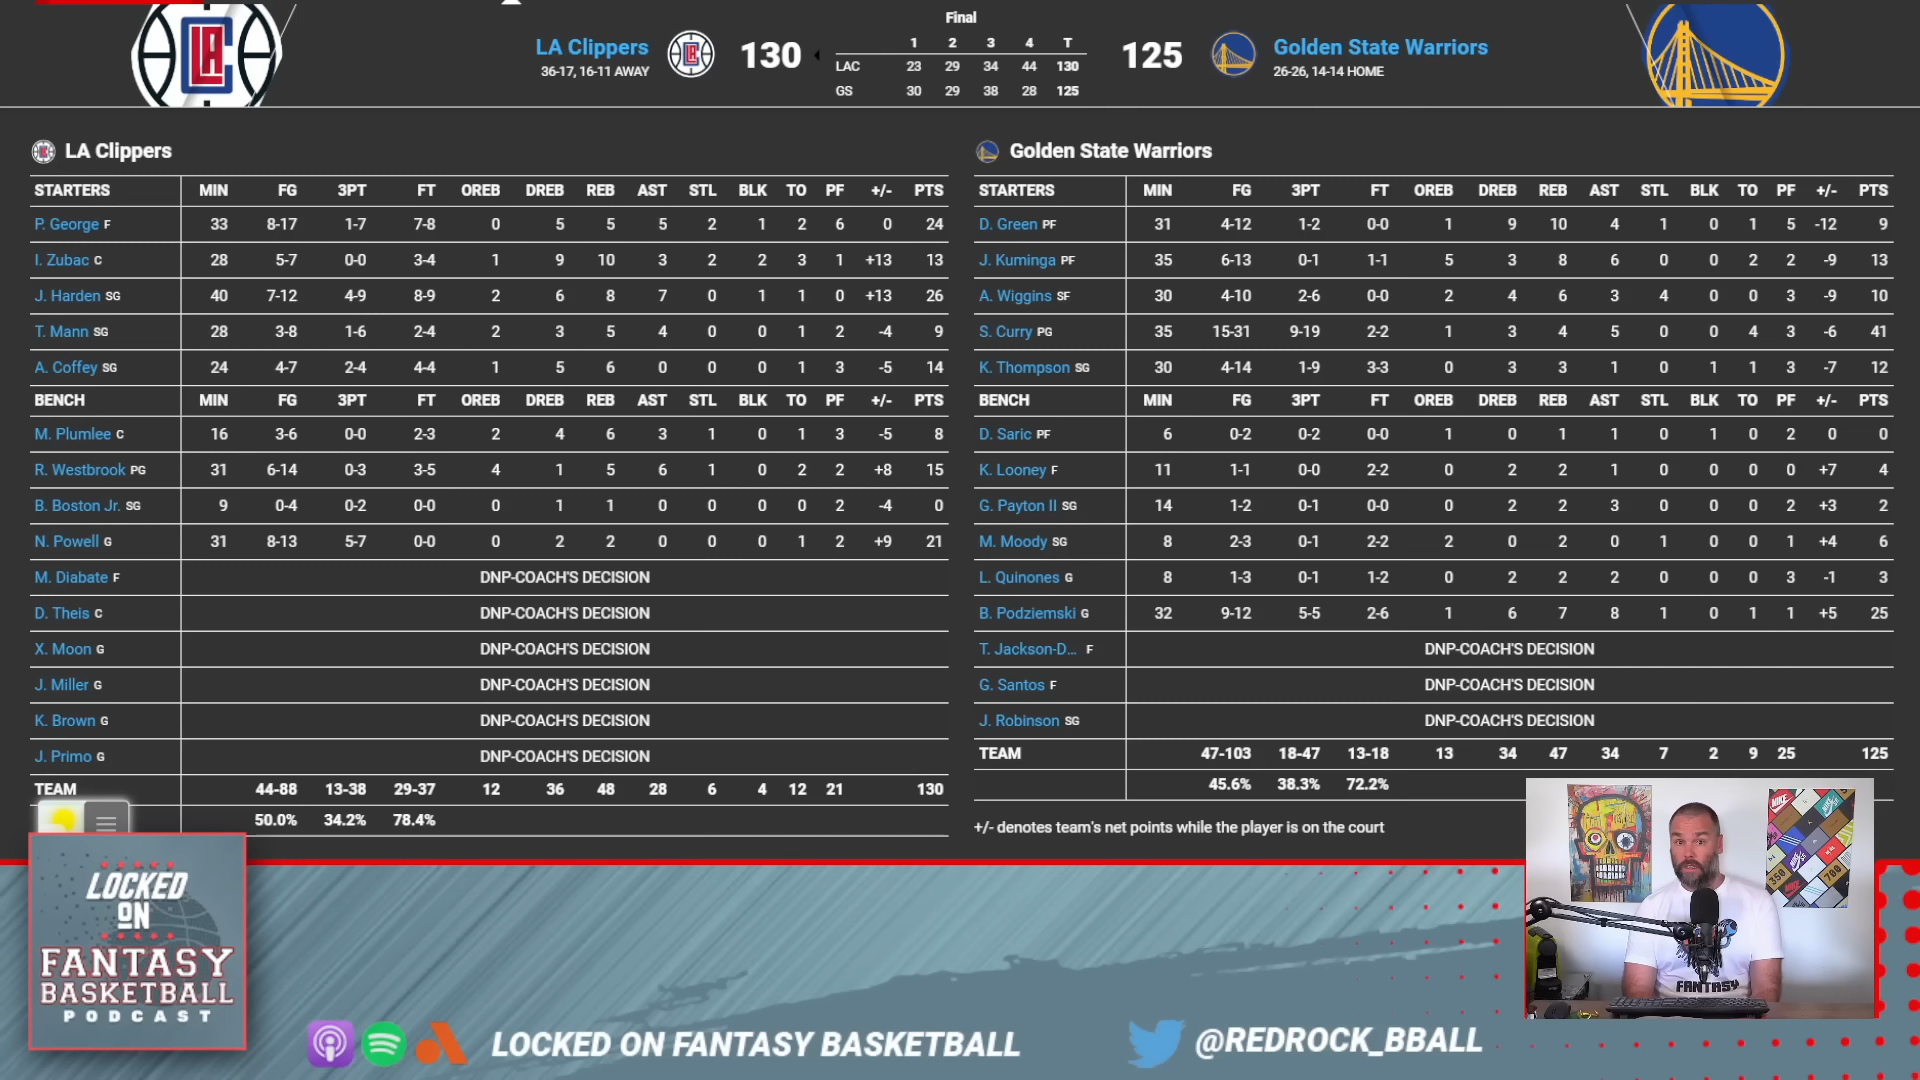 Final
LA Clippers
36-17, 16-11 AWAY
130
1 2 3 4 T
LAC 23 29 34 44 130
GS 30 29 38 28 125
125
Golden State Warriors
26-26, 14-14 HOME
LA Clippers
STARTERS MIN FG 3PT FT OREB DREB REB AST STL BLK TO PF +/- PTS
P. George F 33 8-17 1-7 7-8 0 5 5 5 2 1 2 6 0 24
I. Zubac C 28 5-7 0-0 3-4 1 9 10 3 2 2 3 1 +13 13
J. Harden SG 40 7-12 4-9 8-9 2 6 8 7 0 1 1 0 +13 26
T. Mann SG 28 3-8 1-6 2-4 2 3 5 4 0 0 1 2 -4 9
A. Coffey SG 24 4-7 2-4 4-4 1 5 6 0 0 0 1 3 -5 14
BENCH MIN FG 3PT FT OREB DREB REB AST STL BLK TO PF +/- PTS
M. Plumlee C 16 3-6 0-0 2-3 2 4 6 3 1 0 1 3 -5 8
R. Westbrook PG 31 6-14 0-3 3-5 4 1 5 6 1 0 2 2 +8 15
B. Boston Jr. SG 9 0-4 0-2 0-0 0 1 1 0 0 0 0 2 -4 0
N. Powell G 31 8-13 5-7 0-0 0 2 2 0 0 0 1 2 +9 21
M. Diabate F DNP-COACH'S DECISION
D. Theis C DNP-COACH'S DECISION
X. Moon G DNP-COACH'S DECISION
J. Miller G DNP-COACH'S DECISION
K. Brown G DNP-COACH'S DECISION
J. Primo G DNP-COACH'S DECISION
TEAM 44-88 13-38 29-37 12 36 48 28 6 4 12 21 130
50.0% 34.2% 78.4%
Golden State Warriors
STARTERS MIN FG 3PT FT OREB DREB REB AST STL BLK TO PF +/- PTS
D. Green PF 31 4-12 1-2 0-0 1 9 10 4 1 0 1 5 -12 9
J. Kuminga PF 35 6-13 0-1 1-1 5 3 8 6 0 0 2 2 -9 13
A. Wiggins SF 30 4-10 2-6 0-0 2 4 6 3 4 0 0 3 -9 10
S. Curry PG 35 15-31 9-19 2-2 1 3 4 5 0 0 4 3 -6 41
K. Thompson SG 30 4-14 1-9 3-3 0 3 3 1 0 1 1 3 -7 12
BENCH MIN FG 3PT FT OREB DREB REB AST STL BLK TO PF +/- PTS
D. Saric PF 6 0-2 0-2 0-0 1 0 1 1 0 1 0 2 0 0
K. Looney F 11 1-1 0-0 2-2 0 2 2 1 0 0 0 0 +7 4
G. Payton II SG 14 1-2 0-1 0-0 0 2 2 3 0 0 0 2 +3 2
M. Moody SG 8 2-3 0-1 2-2 2 0 2 0 1 0 0 1 +4 6
L. Quinones G 8 1-3 0-1 1-2 0 2 2 2 0 0 0 3 -1 3
B. Podziemski G 32 9-12 5-5 2-6 1 6 7 8 1 0 1 1 +5 25
T. Jackson-D... F DNP-COACH'S DECISION
G. Santos F DNP-COACH'S DECISION
J. Robinson SG DNP-COACH'S DECISION
TEAM 47-103 18-47 13-18 13 34 47 34 7 2 9 25 125
45.6% 38.3% 72.2%
+/- denotes team's net points while the player is on the court
LOCKED
ON
FANTASY
BASKETBALL
PODCAST
LOCKED ON FANTASY BASKETBALL
@REDROCK_BBALL
NIKE
350
700
FANTASY